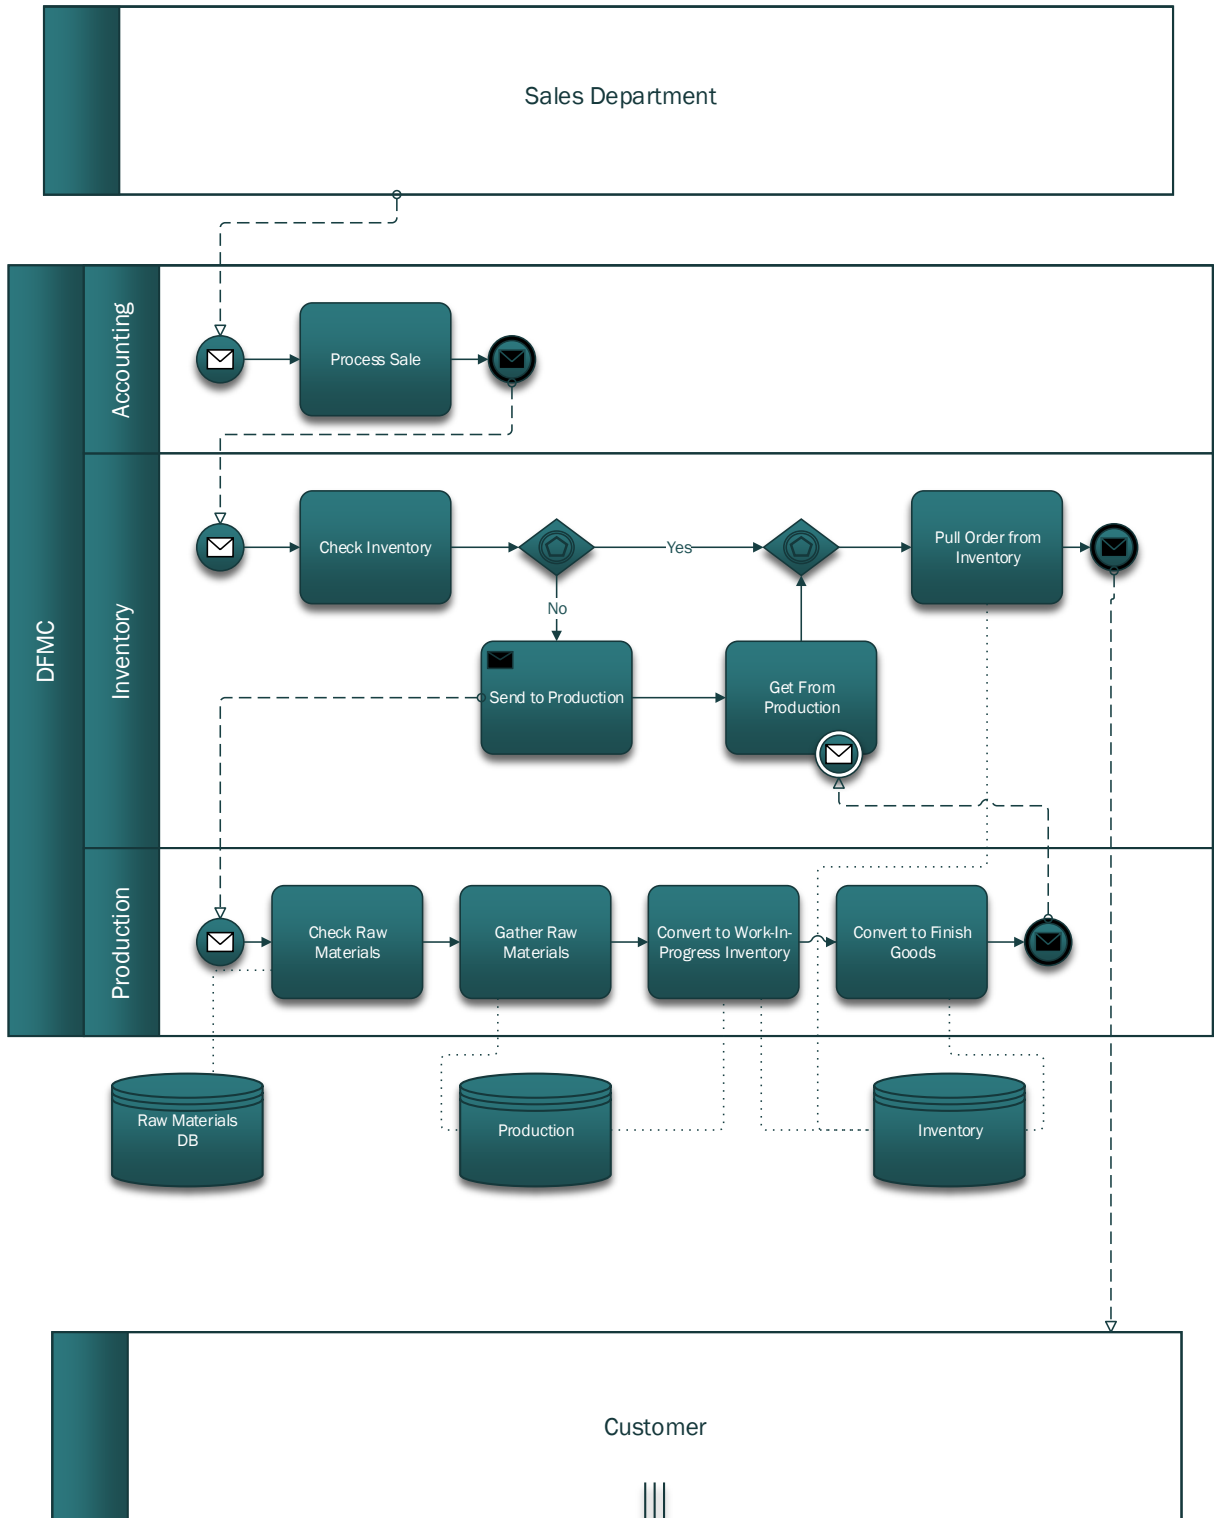 Sales Department
DFMC
Accounting
Process Sale
Inventory
Check Inventory
Yes
Pull Order from
Inventory
No
Send to Production
Get From
Production
Production
Check Raw
Materials
Gather Raw
Materials
Convert to Work-In-
Progress Inventory
Convert to Finish
Goods
Raw Materials
DB
Production
Inventory
Customer